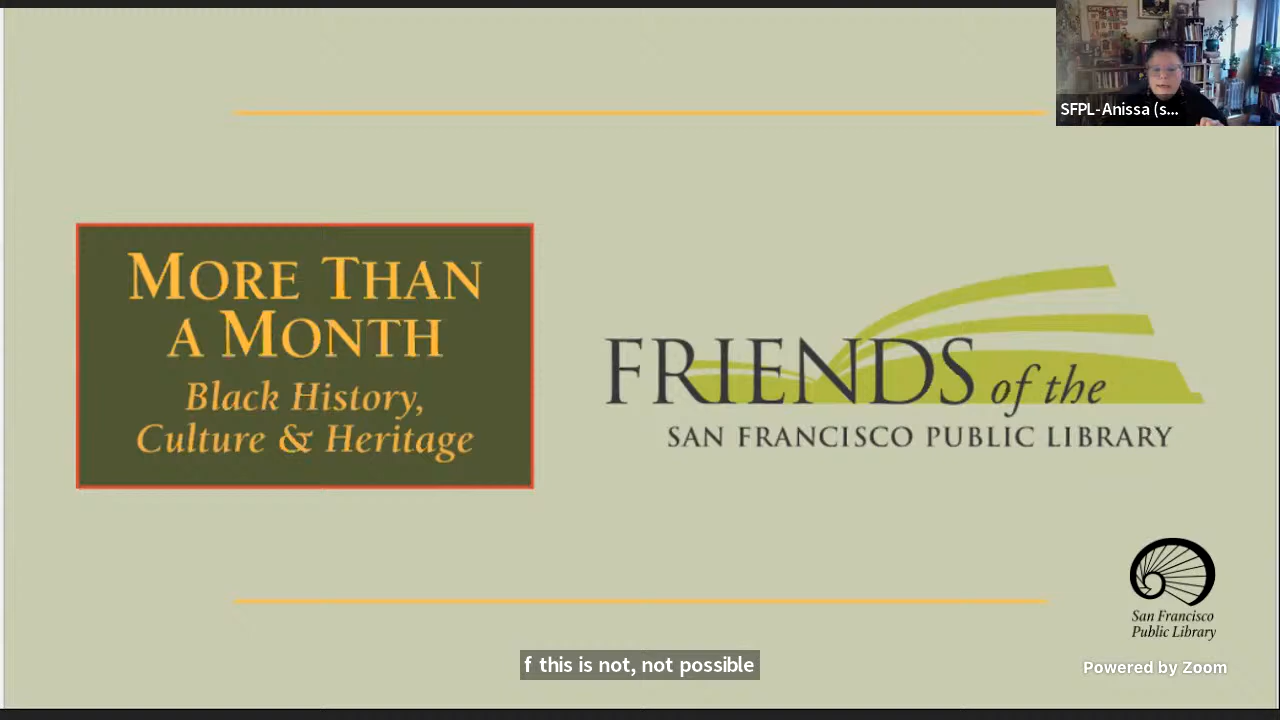 SFPL-Anissa (s...
MORE THAN
A MONTH
Black History,
Culture & Heritage
FRIENDS of the
SAN FRANCISCO PUBLIC LIBRARY
San Francisco
Public Library
f this is not, not possible
Powered by Zoom